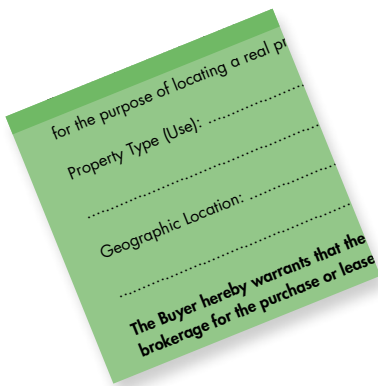 for the purpose of locating a real
Property Type (Use): ........................
................................................................
Geographic Location: ......................
................................................................
The Buyer hereby warrants that the
brokerage for the purchase or lease